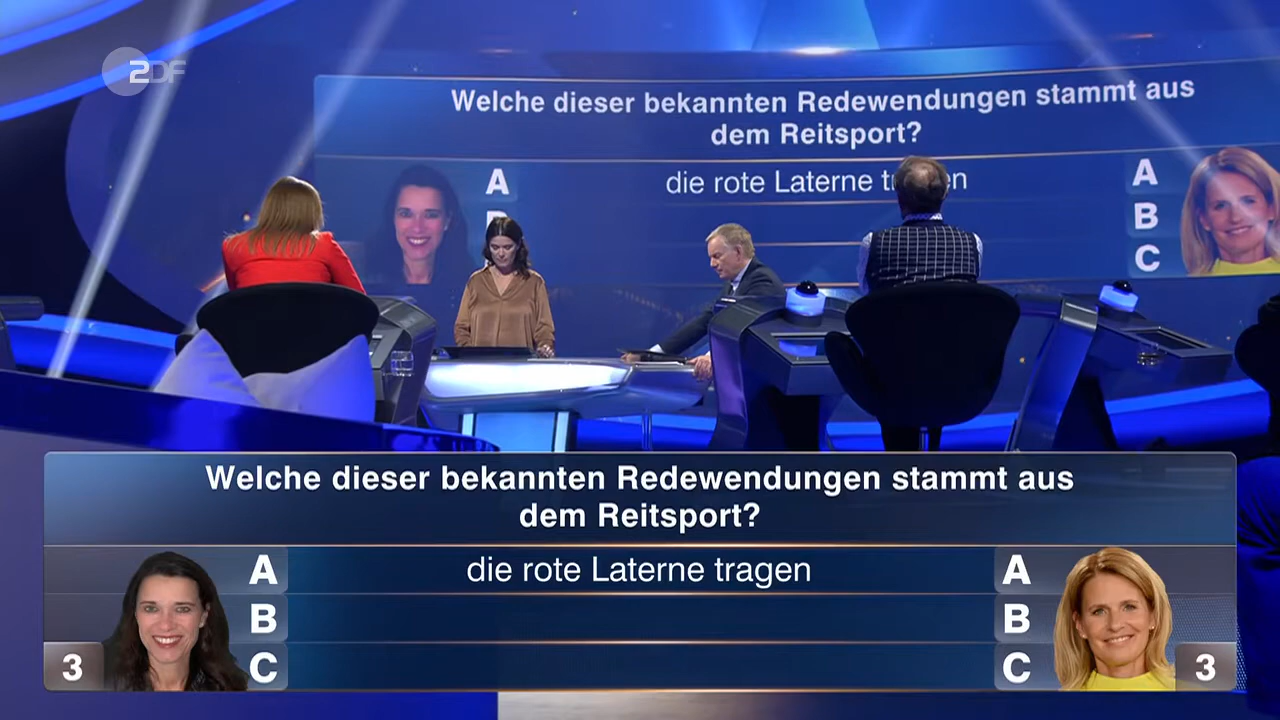 ZDF
Welche dieser bekannten Redewendungen stammt aus
dem Reitsport?
A die rote Laterne tragen A
B B
C C
Welche dieser bekannten Redewendungen stammt aus
dem Reitsport?
A die rote Laterne tragen A
B B
3 C C 3